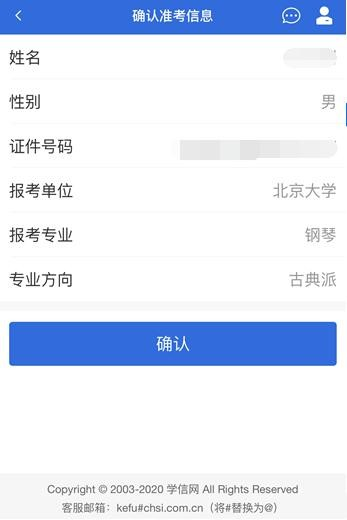 确认准考信息
姓名
性别 男
证件号码
报考单位 北京大学
报考专业 钢琴
专业方向 古典派
确认
Copyright © 2003-2020 学信网 All Rights Reserved
客服邮箱：kefu#chsi.com.cn（将#替换为@）